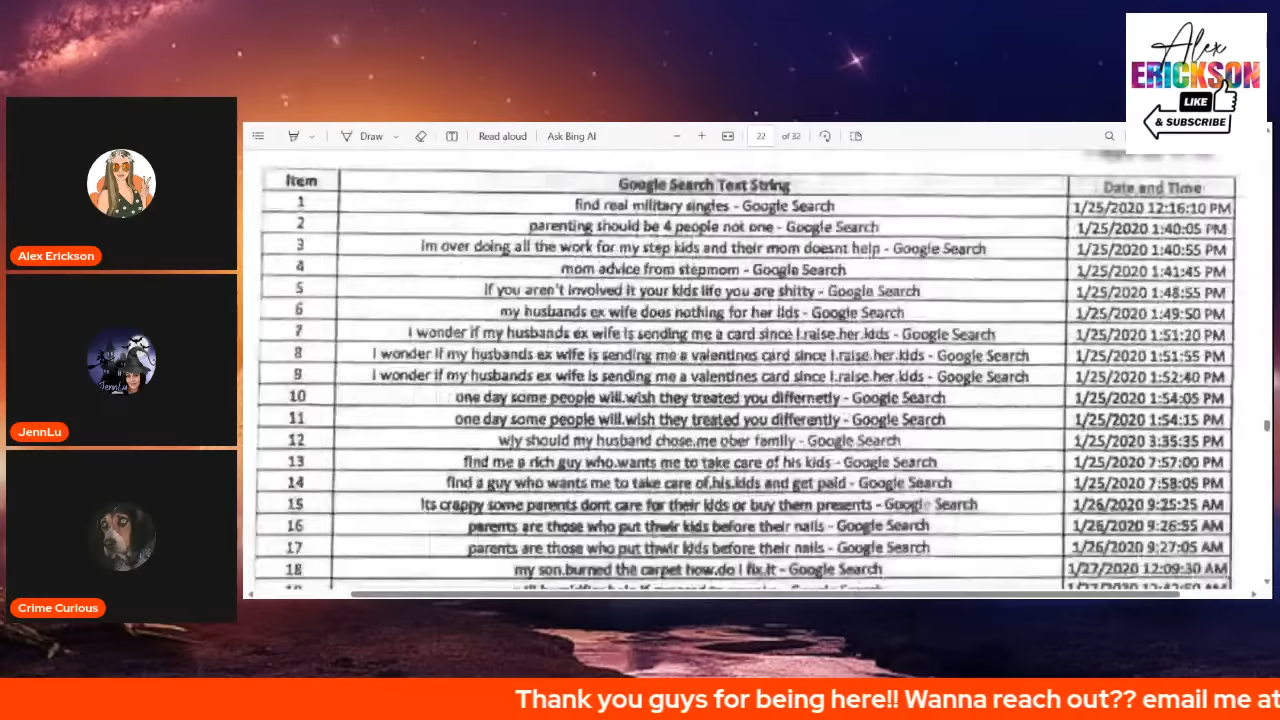 Alex
ERICKSON
LIKE
& SUBSCRIBE
Draw
Read aloud
Ask Bing AI
22 of 32
Item Google Search Text String Date and Time
1 find real military singles - Google Search 1/25/2020 12:16:10 PM
2 parenting should be 4 people not one - Google Search 1/25/2020 1:40:05 PM
3 im over doing all the work for my step kids and their mom doesnt help - Google Search 1/25/2020 1:40:55 PM
4 mom advice from stepmom - Google Search 1/25/2020 1:41:45 PM
5 if you aren't involved it your kids life you are shitty - Google Search 1/25/2020 1:48:55 PM
6 my husbands ex wife does nothing for her iids - Google Search 1/25/2020 1:49:50 PM
7 i wonder if my husbands ex wife is sending me a card since i.raise.her.kids - Google Search 1/25/2020 1:51:20 PM
8 i wonder if my husbands ex wife is sending me a valentines card since i.raise.her.kids - Google Search 1/25/2020 1:51:55 PM
9 i wonder if my husbands ex wife is sending me a valentines card since i.raise.her.kids - Google Search 1/25/2020 1:52:40 PM
10 one day some people will.wish they treated you differnetly - Google Search 1/25/2020 1:54:05 PM
11 one day some people will.wish they treated you differently - Google Search 1/25/2020 1:54:15 PM
12 wjy should my husband chose.me ober family - Google Search 1/25/2020 3:35:35 PM
13 find me a rich guy who.wants me to take care of his kids - Google Search 1/25/2020 7:57:00 PM
14 find a guy who wants me to take care of.his.kids and get paid - Google Search 1/25/2020 7:58:05 PM
15 Its crappy some parents dont care for their kids or buy them presents - Google Search 1/26/2020 9:25:25 AM
16 parents are those who put thwir kids before their nails - Google Search 1/26/2020 9:26:55 AM
17 parents are those who put thwir kids before their nails - Google Search 1/26/2020 9:27:05 AM
18 my son.burned the carpet how.do i fix.it - Google Search 1/27/2020 12:09:30 AM
Alex Erickson
JennLu
JennLu
Crime Curious
Thank you guys for being here!! Wanna reach out?? email me at